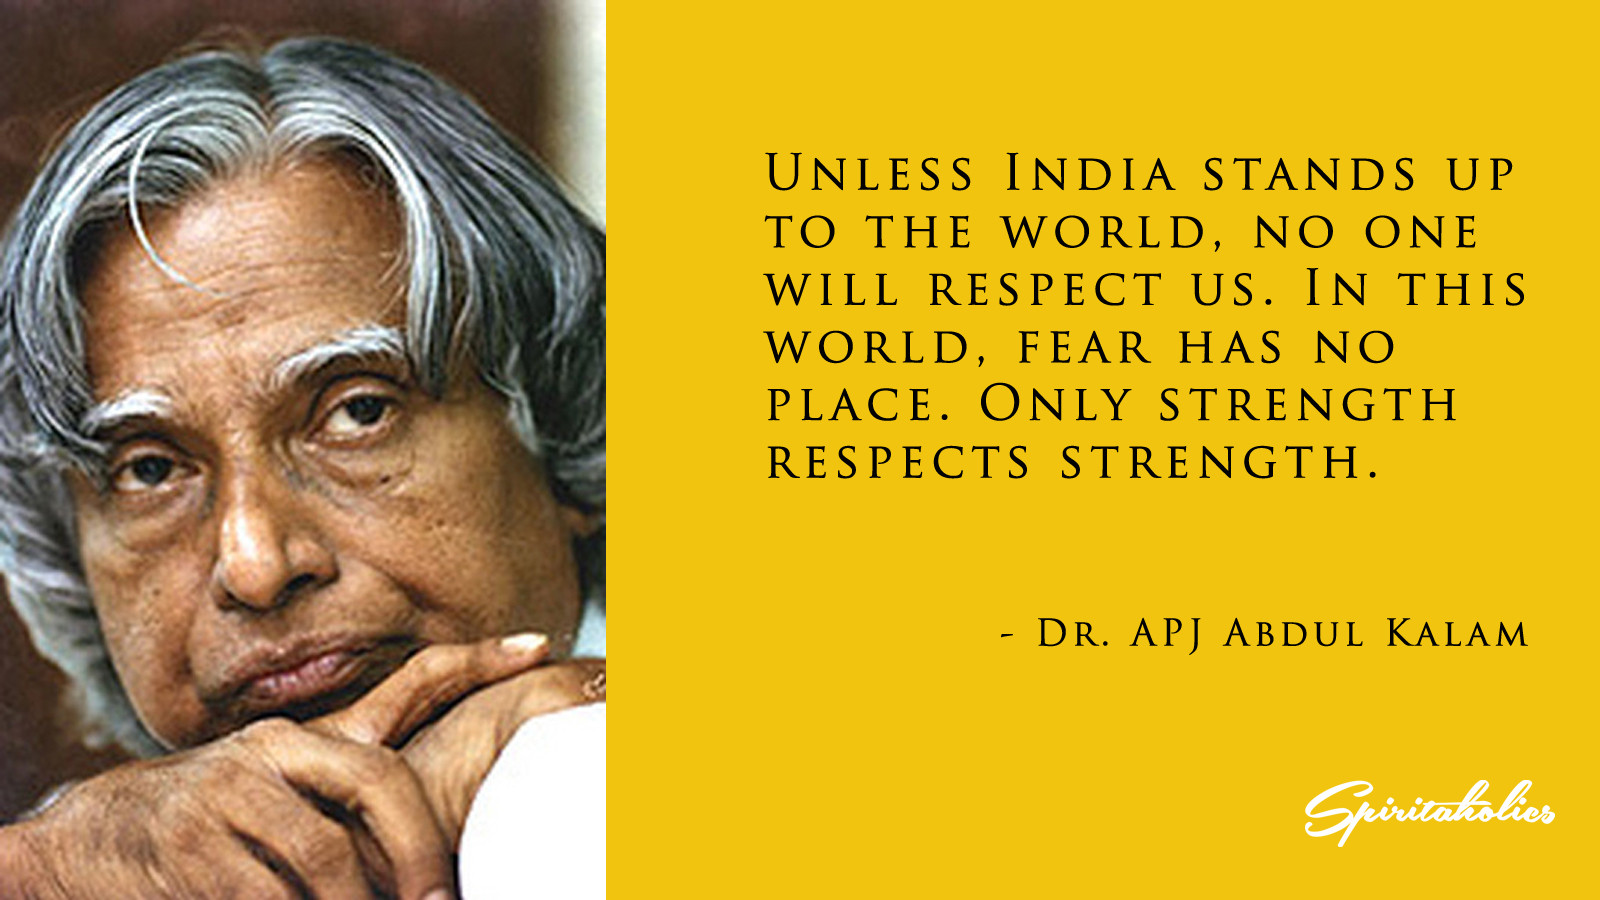 Unless India stands up
to the world, no one
will respect us. In this
world, fear has no
place. Only strength
respects strength.
- Dr. APJ Abdul Kalam
Spiritaholics